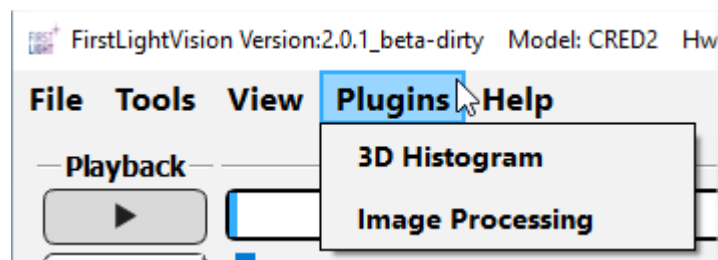 FIRST LIGHT FirstLightVision Version:2.0.1_beta-dirty Model: CRED2 Hw
File Tools View Plugins Help
3D Histogram
Playback
Image Processing